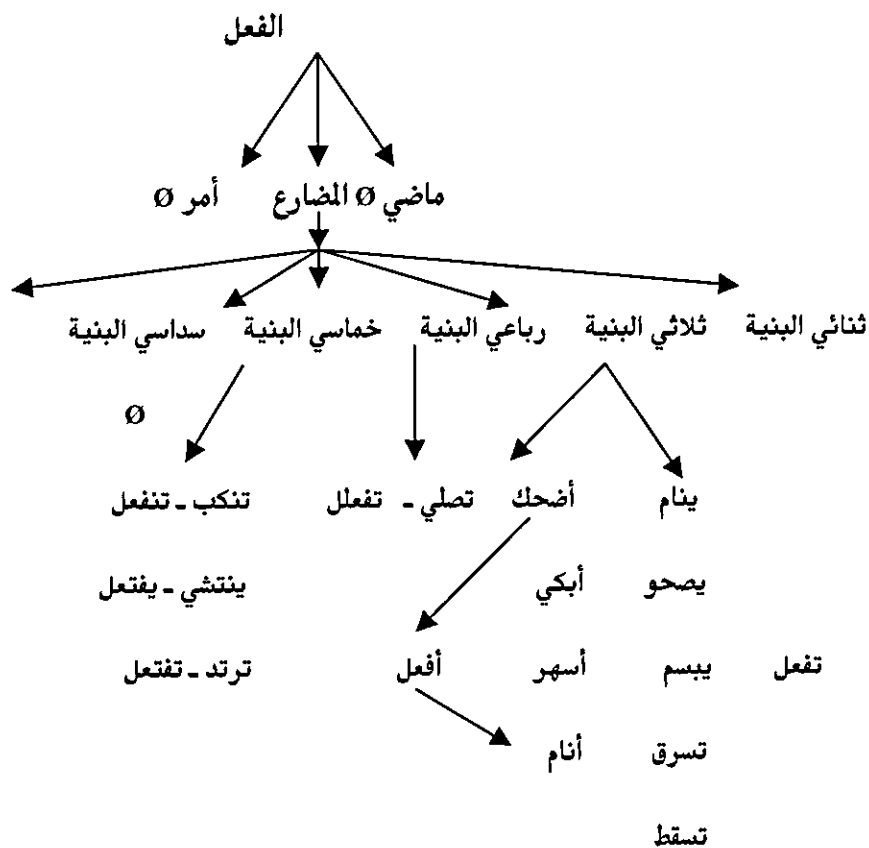 الفعل
ماضي Ø المضارع أمر Ø
ثنائي البنية ثلاثي البنية رباعي البنية خماسي البنية سداسي البنية
Ø
ينام أضحك تصلي - تفعلل تنكب - تنفعل
يصحو أبكي ينتشي - يفتعل
تفعل يبسم أسهر أفعل ترتد - تفتعل
تسرق أنام
تسقط